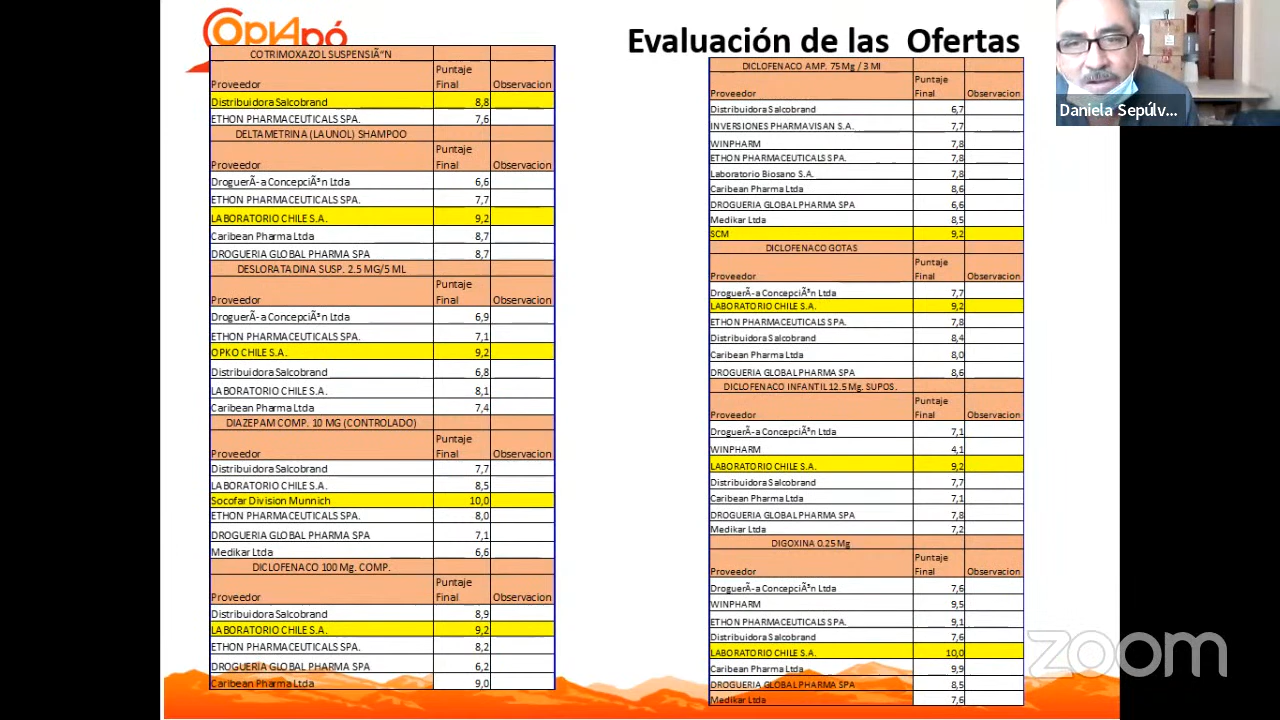 COPIAPÓ
Evaluación de las Ofertas
COTRIMOXAZOL SUSPENSIÃ"N
Proveedor Puntaje Final Observacion
Distribuidora Salcobrand 8,8
ETHON PHARMACEUTICALS SPA. 7,6
DELTAMETRINA (LAUNOL) SHAMPOO
Proveedor Puntaje Final Observacion
DroguerÃ-a ConcepciÃ³n Ltda 6,6
ETHON PHARMACEUTICALS SPA. 7,7
LABORATORIO CHILE S.A. 9,2
Caribean Pharma Ltda 8,7
DROGUERIA GLOBAL PHARMA SPA 8,7
DESLORATADINA SUSP. 2.5 MG/5 ML
Proveedor Puntaje Final Observacion
DroguerÃ-a ConcepciÃ³n Ltda 6,9
ETHON PHARMACEUTICALS SPA. 7,1
OPKO CHILE S.A. 9,2
Distribuidora Salcobrand 6,8
LABORATORIO CHILE S.A. 8,1
Caribean Pharma Ltda 7,4
DIAZEPAM COMP. 10 MG (CONTROLADO)
Proveedor Puntaje Final Observacion
Distribuidora Salcobrand 7,7
LABORATORIO CHILE S.A. 8,5
Socofar Division Munnich 10,0
ETHON PHARMACEUTICALS SPA. 8,0
DROGUERIA GLOBAL PHARMA SPA 7,1
Medikar Ltda 6,6
DICLOFENACO 100 Mg. COMP.
Proveedor Puntaje Final Observacion
Distribuidora Salcobrand 8,9
LABORATORIO CHILE S.A. 9,2
ETHON PHARMACEUTICALS SPA. 8,2
DROGUERIA GLOBAL PHARMA SPA 6,2
Caribean Pharma Ltda 9,0
DICLOFENACO AMP. 75 Mg / 3 Ml
Proveedor Puntaje Final Observacion
Distribuidora Salcobrand 6,7
INVERSIONES PHARMAVISAN S.A. 7,7
WINPHARM 7,8
ETHON PHARMACEUTICALS SPA. 7,8
Laboratorio Biosano S.A. 7,8
Caribean Pharma Ltda 8,6
DROGUERIA GLOBAL PHARMA SPA 6,6
Medikar Ltda 8,5
SCM 9,2
DICLOFENACO GOTAS
Proveedor Puntaje Final Observacion
DroguerÃ-a ConcepciÃ³n Ltda 7,7
LABORATORIO CHILE S.A. 9,2
ETHON PHARMACEUTICALS SPA. 7,8
Distribuidora Salcobrand 8,4
Caribean Pharma Ltda 8,0
DROGUERIA GLOBAL PHARMA SPA 8,6
DICLOFENACO INFANTIL 12.5 Mg. SUPOS.
Proveedor Puntaje Final Observacion
DroguerÃ-a ConcepciÃ³n Ltda 7,1
WINPHARM 4,1
LABORATORIO CHILE S.A. 9,2
Distribuidora Salcobrand 7,7
Caribean Pharma Ltda 7,1
DROGUERIA GLOBAL PHARMA SPA 7,8
Medikar Ltda 7,2
DIGOXINA 0,25 Mg
Proveedor Puntaje Final Observacion
DroguerÃ-a ConcepciÃ³n Ltda 7,6
WINPHARM 9,5
ETHON PHARMACEUTICALS SPA. 9,1
Distribuidora Salcobrand 7,6
LABORATORIO CHILE S.A. 10,0
Caribean Pharma Ltda 9,9
DROGUERIA GLOBAL PHARMA SPA 8,5
Medikar Ltda 7,6
Daniela Sepúlv...
zoom